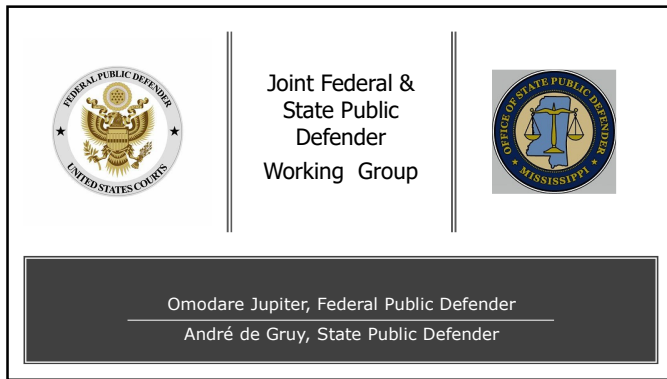 FEDERAL PUBLIC DEFENDER
UNITED STATES COURTS
Joint Federal &
State Public
Defender
Working Group
OFFICE OF STATE PUBLIC DEFENDER
MISSISSIPPI
Omodare Jupiter, Federal Public Defender
André de Gruy, State Public Defender